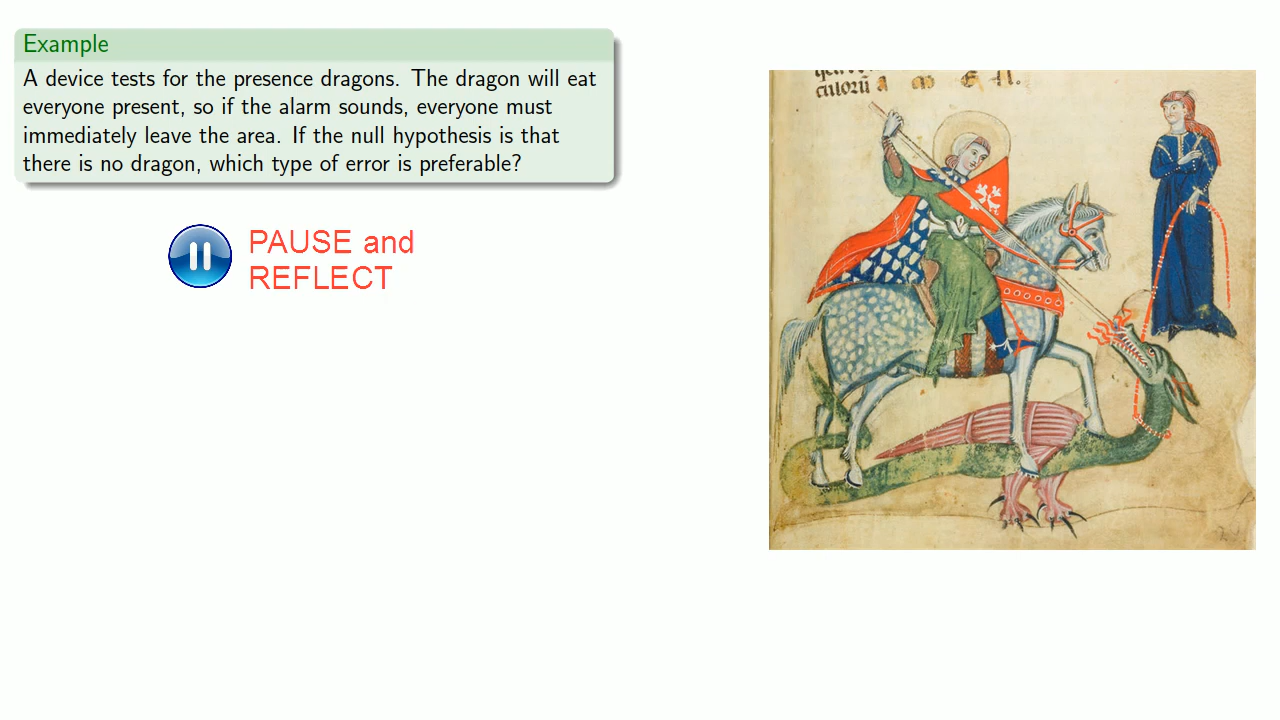 Example
A device tests for the presence dragons. The dragon will eat
everyone present, so if the alarm sounds, everyone must
immediately leave the area. If the null hypothesis is that
there is no dragon, which type of error is preferable?
PAUSE and
REFLECT